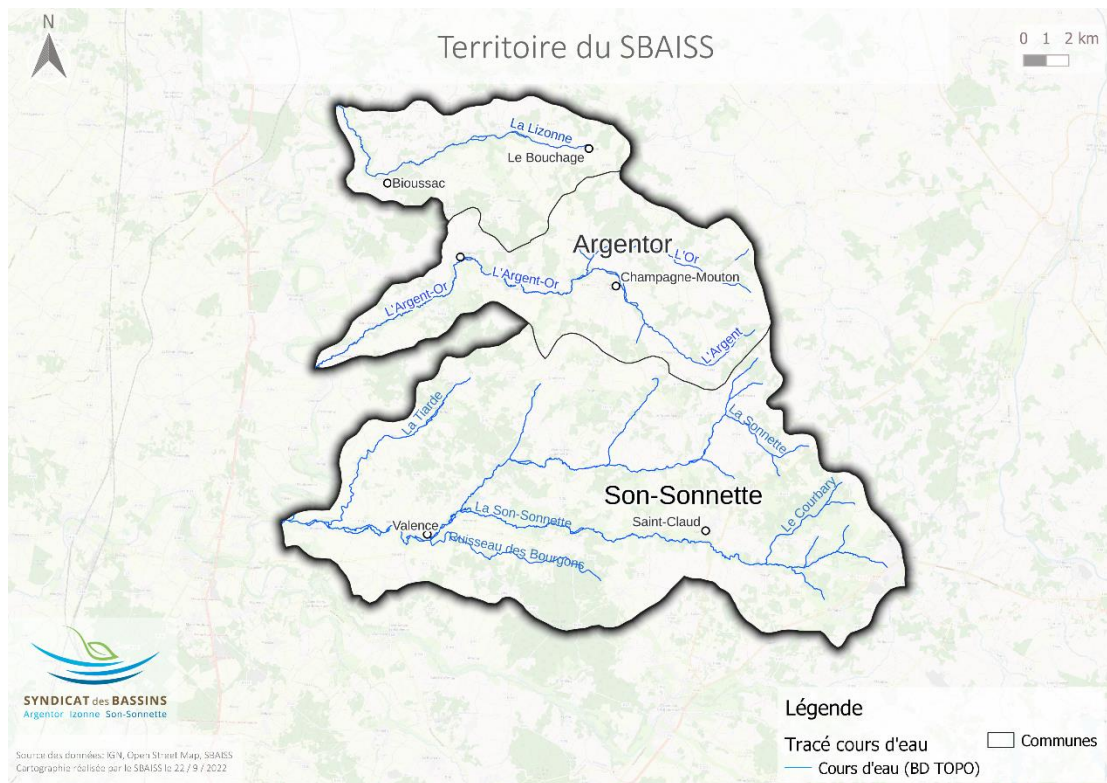 N
Territoire du SBAISS
0 1 2 km
La Lizonne
Le Bouchage
Bioussac
Argentor
L'Or
L'Argent-Or
L'Argent-Or
Champagne-Mouton
L'Argent
La Tiarde
La Sonnette
Son-Sonnette
Le Courbary
La Son-Sonnette
Saint-Claud
Valence
Ruisseau des Bourgons
SYNDICAT des BASSINS
Argentor Izonne Son-Sonnette
Légende
Tracé cours d'eau
Communes
Cours d'eau (BD TOPO)
Source des données: IGN, Open Street Map, SBAISS
Cartographie réalisée par le SBAISS le 22 / 9 / 2022